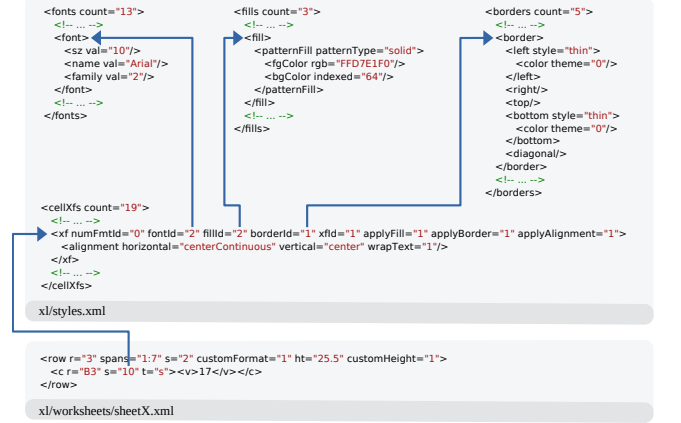 <fonts count="13">
<!-- ... -->
<font>
<sz val="10"/>
<name val="Arial"/>
<family val="2"/>
</font>
<!-- ... -->
</fonts>
<fills count="3">
<!-- ... -->
<fill>
<patternFill patternType="solid">
<fgColor rgb="FFD7E1F0"/>
<bgColor indexed="64"/>
</patternFill>
</fill>
<!-- ... -->
</fills>
<borders count="5">
<!-- ... -->
<border>
<left style="thin">
<color theme="0"/>
</left>
<right/>
<top/>
<bottom style="thin">
<color theme="0"/>
</bottom>
<diagonal/>
</border>
<!-- ... -->
</borders>
<cellXfs count="19">
<!-- ... -->
<xf numFmtId="0" fontId="2" fillId="2" borderId="1" xfId="1" applyFill="1" applyBorder="1" applyAlignment="1">
<alignment horizontal="centerContinuous" vertical="center" wrapText="1"/>
</xf>
<!-- ... -->
</cellXfs>
xl/styles.xml
<row r="3" spans="1:7" s="2" customFormat="1" ht="25.5" customHeight="1">
<c r="B3" s="10" t="s"><v>17</v></c>
</row>
xl/worksheets/sheetX.xml